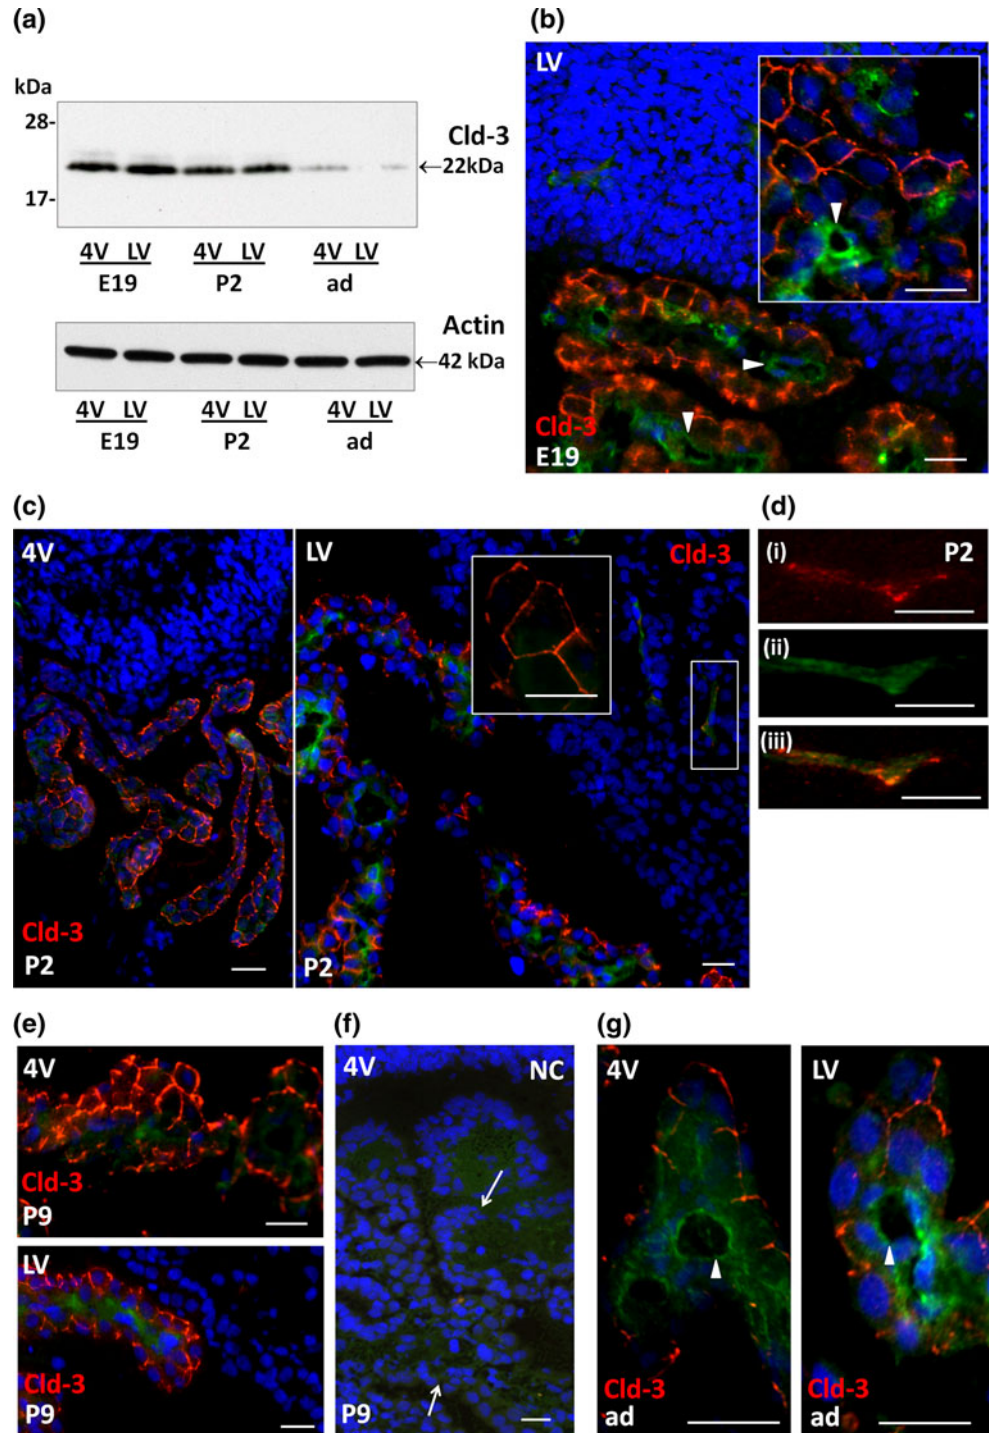 (a)
kDa
28-
17-
Cld-3
←22kDa
4V LV 4V LV 4V LV
E19 P2 ad
Actin
←42 kDa
4V LV 4V LV 4V LV
E19 P2 ad
(b)
LV
Cld-3
E19
(c)
4V
Cld-3
P2
LV
Cld-3
P2
(d)
(i) P2
(ii)
(iii)
(e)
4V
Cld-3
P9
LV
Cld-3
P9
(f)
4V NC
P9
(g)
4V
Cld-3
ad
LV
Cld-3
ad